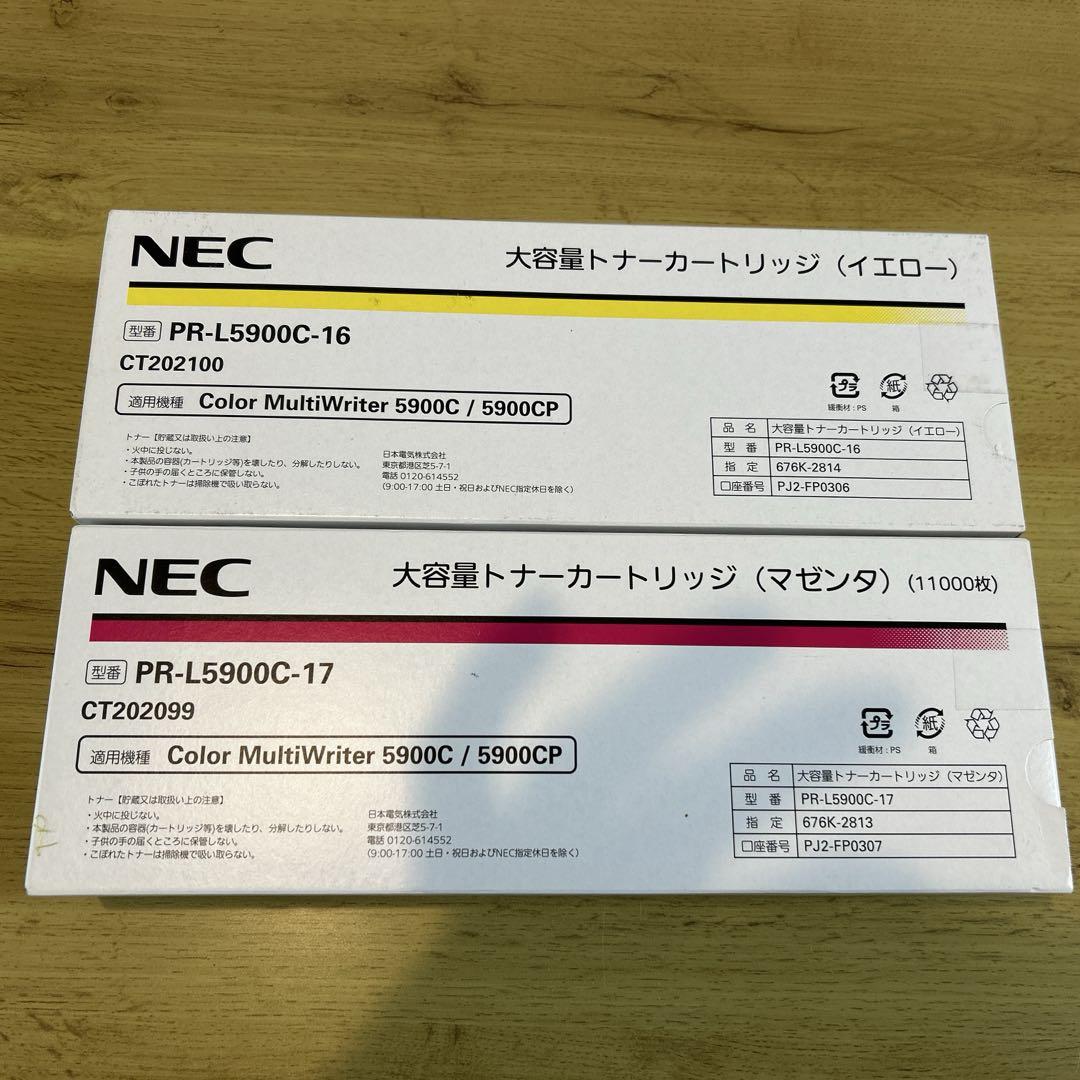 NEC
大容量トナーカートリッジ（イエロー）
型番 PR-L5900C-16
CT202100
適用機種 Color MultiWriter 5900C / 5900CP
トナー【貯蔵又は取扱い上の注意】
・火中に投じない。
・本製品の容器(カートリッジ等)を壊したり、分解したりしない。
・子供の手の届くところに保管しない。
・こぼれたトナーは掃除機で吸い取らない。
日本電気株式会社
東京都港区芝5-7-1
電話 0120-614552
(9:00-17:00 土日・祝日およびNEC指定休日を除く)
プラ 紙
緩衝材：PS 箱
品 名 大容量トナーカートリッジ（イエロー）
型 番 PR-L5900C-16
指 定 676K-2814
口座番号 PJ2-FP0306
NEC
大容量トナーカートリッジ（マゼンタ）(11000枚)
型番 PR-L5900C-17
CT202099
適用機種 Color MultiWriter 5900C / 5900CP
トナー【貯蔵又は取扱い上の注意】
・火中に投じない。
・本製品の容器(カートリッジ等)を壊したり、分解したりしない。
・子供の手の届くところに保管しない。
・こぼれたトナーは掃除機で吸い取らない。
日本電気株式会社
東京都港区芝5-7-1
電話 0120-614552
(9:00-17:00 土日・祝日およびNEC指定休日を除く)
プラ 紙
緩衝材：PS 箱
品 名 大容量トナーカートリッジ（マゼンタ）
型 番 PR-L5900C-17
指 定 676K-2813
口座番号 PJ2-FP0307